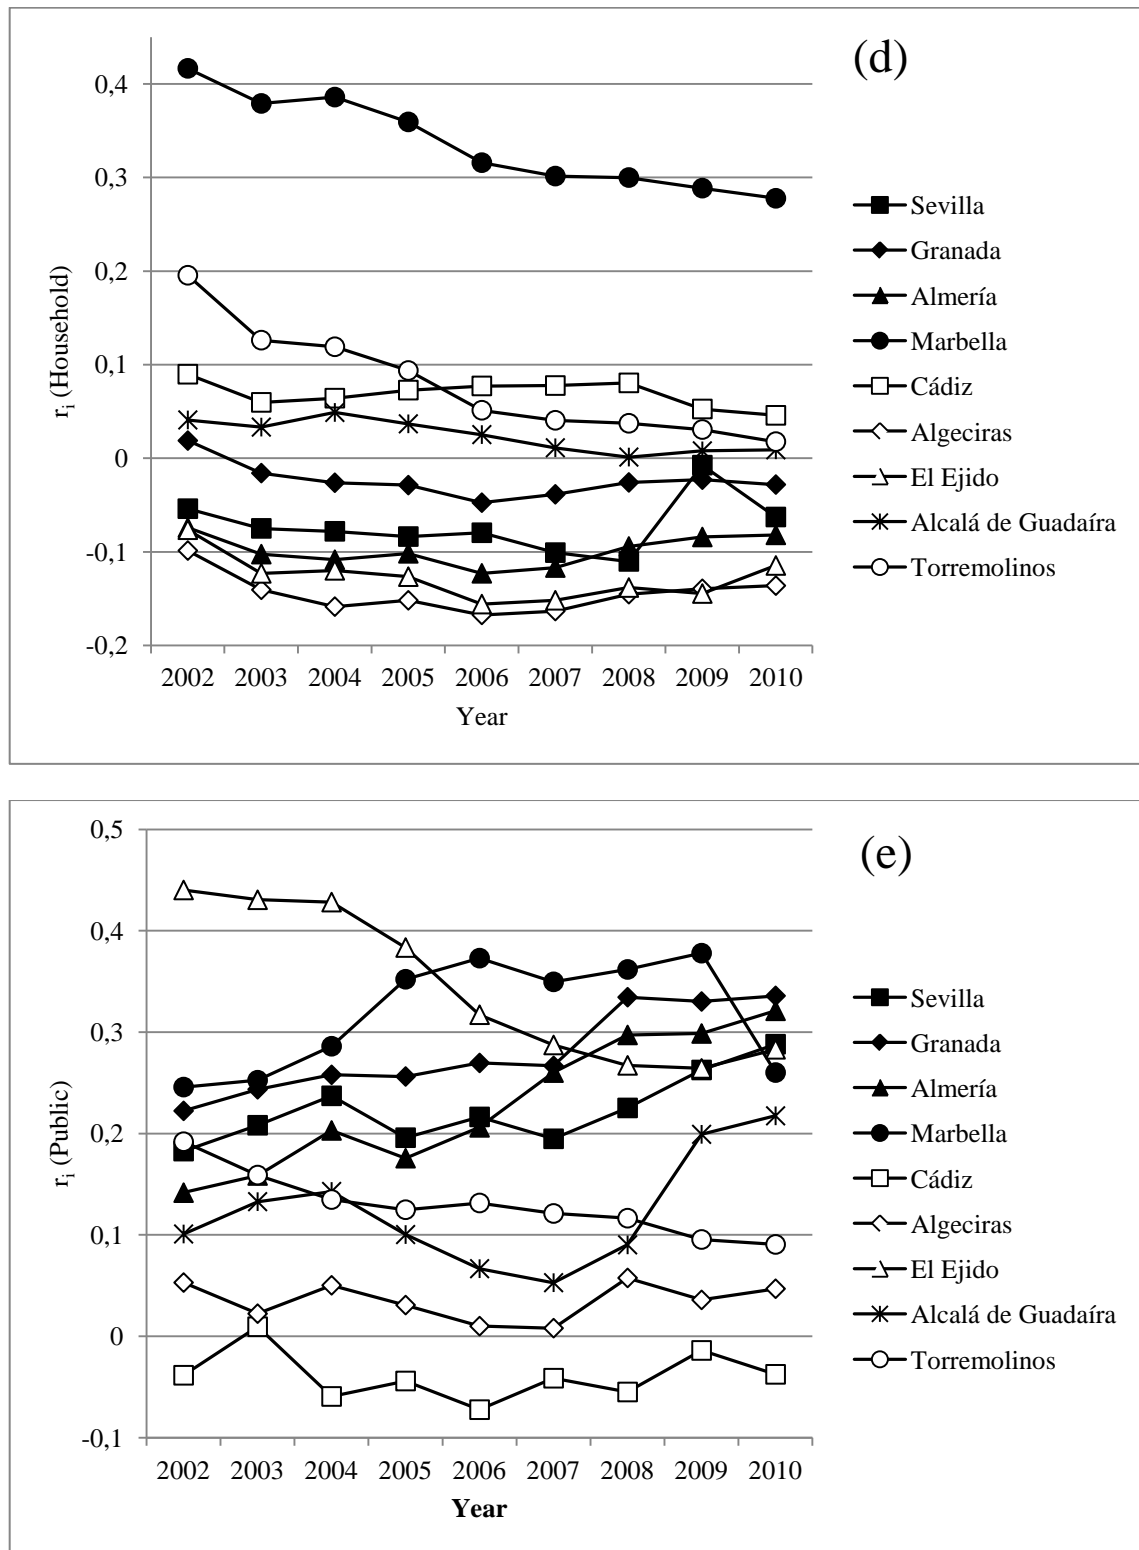 (d)
0,4
0,3
0,2
0,1
0
-0,1
-0,2
r_i (Household)
2002 2003 2004 2005 2006 2007 2008 2009 2010
Year
Sevilla
Granada
Almería
Marbella
Cádiz
Algeciras
El Ejido
Alcalá de Guadaíra
Torremolinos
(e)
0,5
0,4
0,3
0,2
0,1
0
-0,1
r_i (Public)
2002 2003 2004 2005 2006 2007 2008 2009 2010
Year
Sevilla
Granada
Almería
Marbella
Cádiz
Algeciras
El Ejido
Alcalá de Guadaíra
Torremolinos